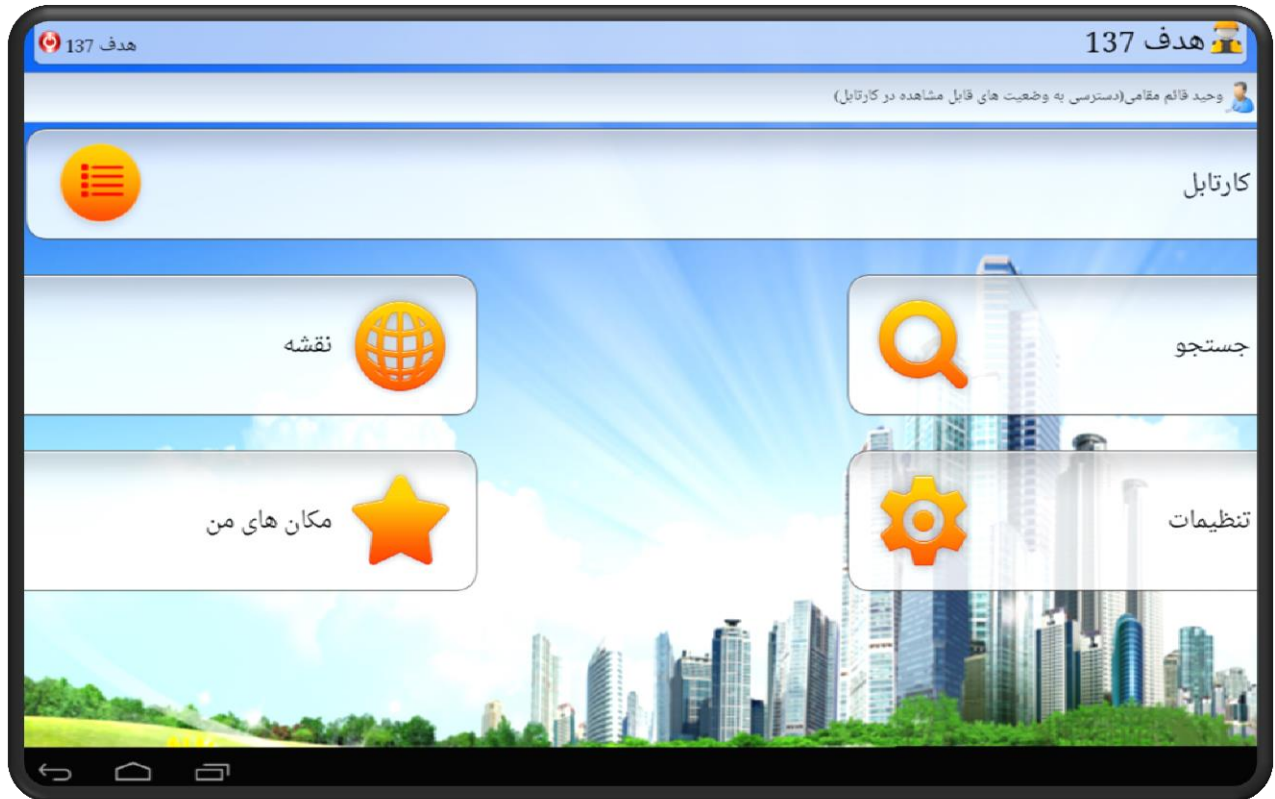 هدف 137
هدف 137
وحید قائم مقامی(دسترسی به وضعیت های قابل مشاهده در کارتابل)
کارتابل
جستجو
نقشه
تنظیمات
مکان های من